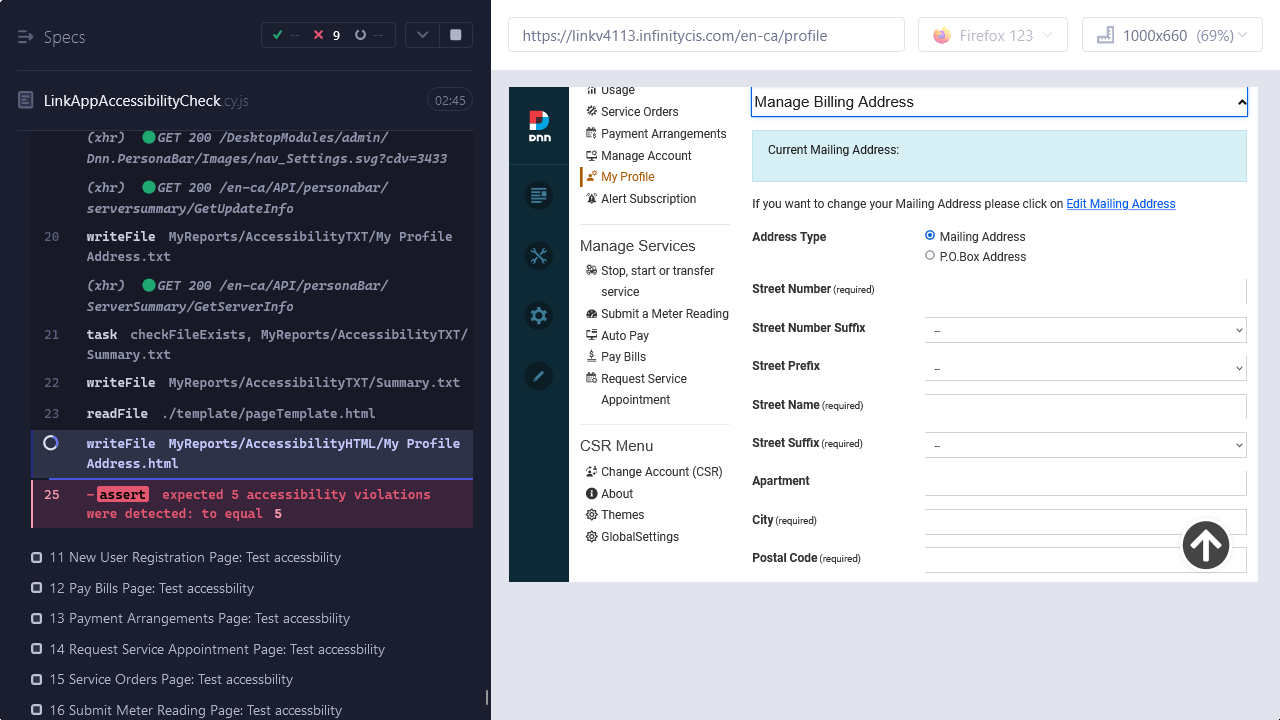 Specs
--
9
--
https://linkv4113.infinitycis.com/en-ca/profile
Firefox 123
1000x660 (69%)
LinkAppAccessibilityCheck.cy.js
02:45
(xhr) GET 200 /DesktopModules/admin/
Dnn.PersonaBar/Images/nav_Settings.svg?cdv=3433
(xhr) GET 200 /en-ca/API/personabar/
serversummary/GetUpdateInfo
20 writeFile MyReports/AccessibilityTXT/My Profile
Address.txt
(xhr) GET 200 /en-ca/API/personaBar/
ServerSummary/GetServerInfo
21 task checkFileExists, MyReports/AccessibilityTXT/
Summary.txt
22 writeFile MyReports/AccessibilityTXT/Summary.txt
23 readFile ./template/pageTemplate.html
writeFile MyReports/AccessibilityHTML/My Profile
Address.html
25 -assert expected 5 accessibility violations
were detected: to equal 5
11 New User Registration Page: Test accessbility
12 Pay Bills Page: Test accessbility
13 Payment Arrangements Page: Test accessbility
14 Request Service Appointment Page: Test accessbility
15 Service Orders Page: Test accessbility
16 Submit Meter Reading Page: Test accessbility
DNN
Usage
Service Orders
Payment Arrangements
Manage Account
My Profile
Alert Subscription
Manage Services
Stop, start or transfer
service
Submit a Meter Reading
Auto Pay
Pay Bills
Request Service
Appointment
CSR Menu
Change Account (CSR)
About
Themes
GlobalSettings
Manage Billing Address
Current Mailing Address:
If you want to change your Mailing Address please click on Edit Mailing Address
Address Type
Mailing Address
P.O.Box Address
Street Number (required)
Street Number Suffix
--
Street Prefix
--
Street Name (required)
Street Suffix (required)
--
Apartment
City (required)
Postal Code (required)